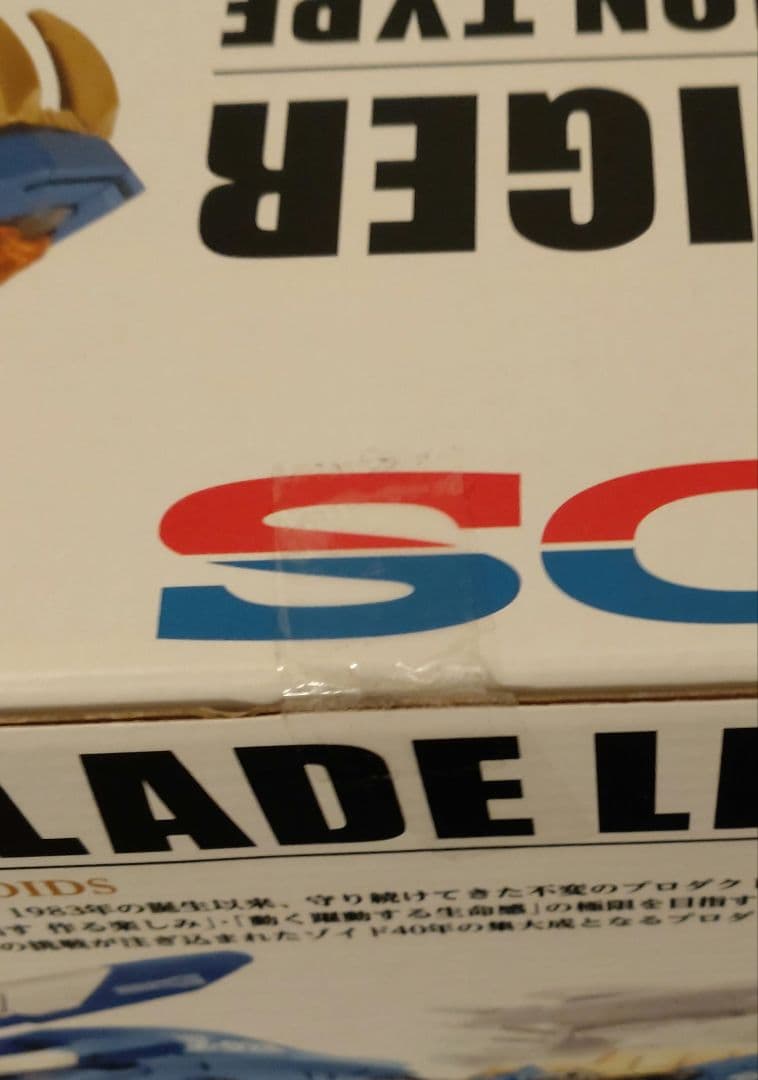 ON TYPE
IGER
SO
LADE LI
OIDS
1983年の誕生以来、守り続けてきた不変のプロダクト
す 作る楽しみ」・「動く躍動する生命感」の極限を目指す
の挑戦が注ぎ込まれたゾイド40年の集大成となるプロダ